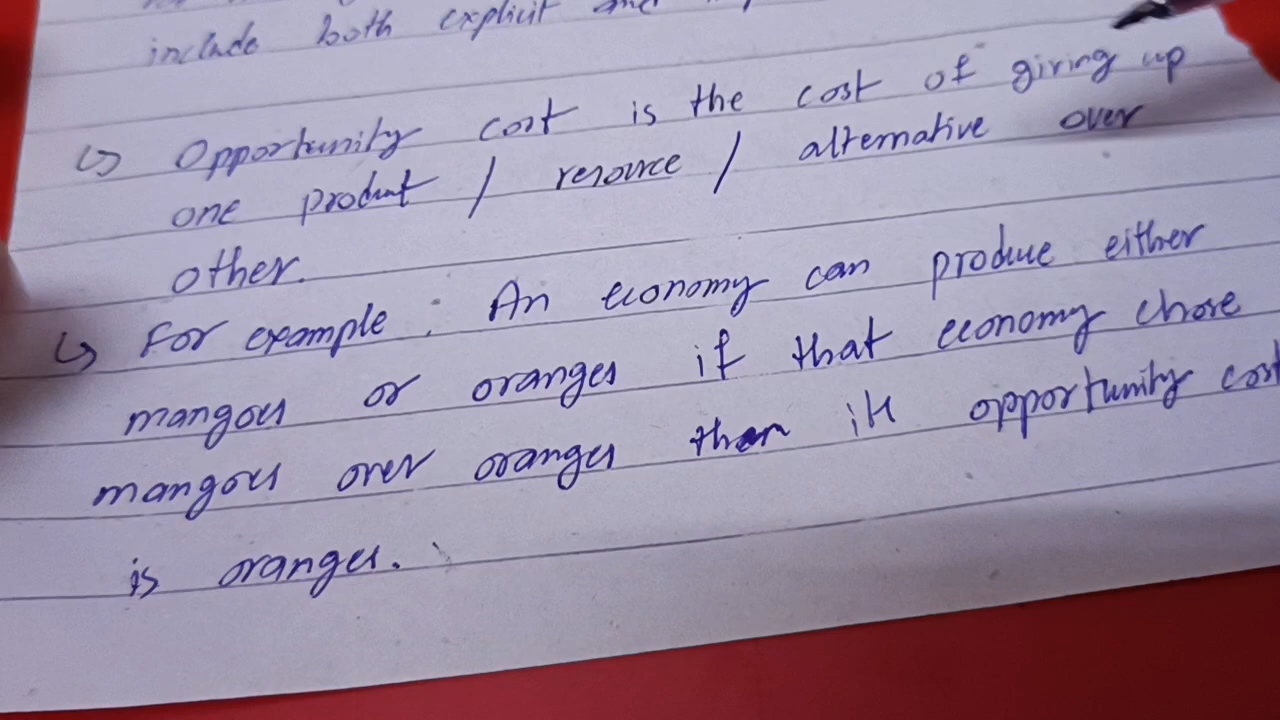 include both explicit and
↳ Opportunity cost is the cost of giving up
one product / resource / alternative over
other.
↳ For example : An economy can produce either
mangoes or oranges if that economy chose
mangoes over oranges than its opportunity cost
is oranges.